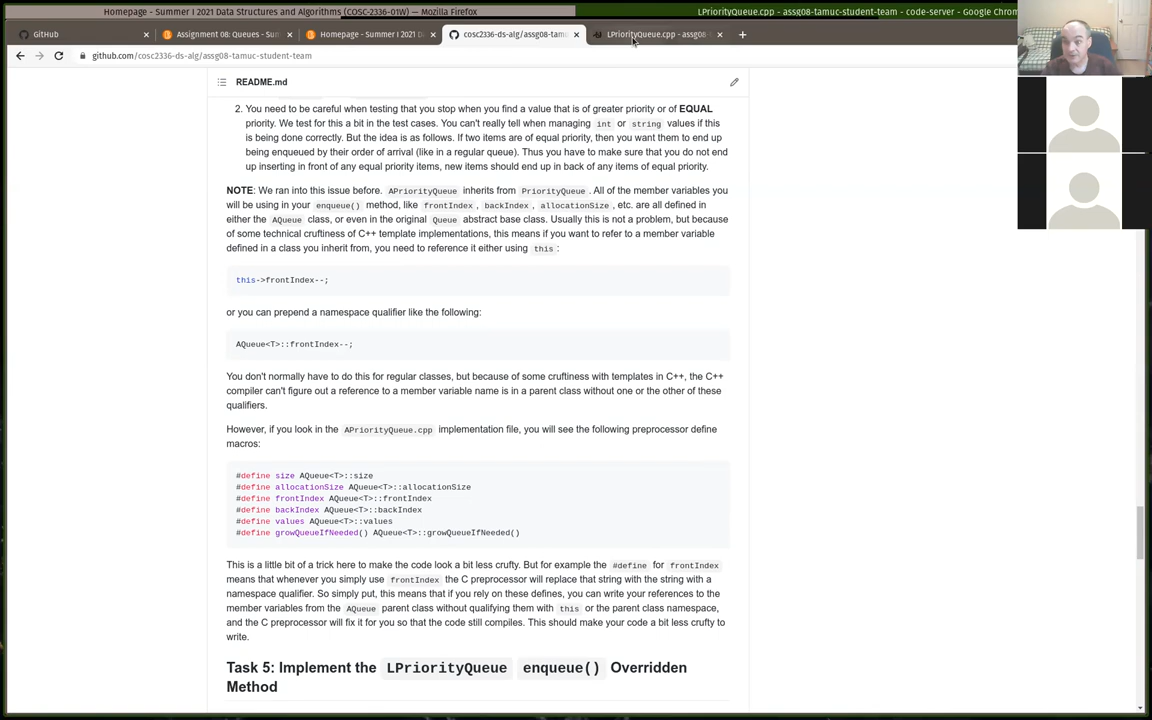 Homepage - Summer I 2021 Data Structures and Algorithms (COSC-2336-01W) — Mozilla Firefox
LPriorityQueue.cpp - assg08-tamuc-student-team - code-server - Google Chrom
GitHub
Assignment 08: Queues - Sun
Homepage - Summer I 2021 D
cosc2336-ds-alg/assg08-tamu
LPriorityQueue.cpp - assg08-
github.com/cosc2336-ds-alg/assg08-tamuc-student-team
README.md
2. You need to be careful when testing that you stop when you find a value that is of greater priority or of EQUAL
priority. We test for this a bit in the test cases. You can't really tell when managing int or string values if this
is being done correctly. But the idea is as follows. If two items are of equal priority, then you want them to end up
being enqueued by their order of arrival (like in a regular queue). Thus you have to make sure that you do not end
up inserting in front of any equal priority items, new items should end up in back of any items of equal priority.
NOTE: We ran into this issue before. APriorityQueue inherits from PriorityQueue. All of the member variables you
will be using in your enqueue() method, like frontIndex, backIndex, allocationSize, etc. are all defined in
either the AQueue class, or even in the original Queue abstract base class. Usually this is not a problem, but because
of some technical cruftiness of C++ template implementations, this means if you want to refer to a member variable
defined in a class you inherit from, you need to reference it either using this:
this->frontIndex--;
or you can prepend a namespace qualifier like the following:
AQueue<T>::frontIndex--;
You don't normally have to do this for regular classes, but because of some cruftiness with templates in C++, the C++
compiler can't figure out a reference to a member variable name is in a parent class without one or the other of these
qualifiers.
However, if you look in the APriorityQueue.cpp implementation file, you will see the following preprocessor define
macros:
#define size AQueue<T>::size
#define allocationSize AQueue<T>::allocationSize
#define frontIndex AQueue<T>::frontIndex
#define backIndex AQueue<T>::backIndex
#define values AQueue<T>::values
#define growQueueIfNeeded() AQueue<T>::growQueueIfNeeded()
This is a little bit of a trick here to make the code look a bit less crufty. But for example the #define for frontIndex
means that whenever you simply use frontIndex the C preprocessor will replace that string with the string with a
namespace qualifier. So simply put, this means that if you rely on these defines, you can write your references to the
member variables from the AQueue parent class without qualifying them with this or the parent class namespace,
and the C preprocessor will fix it for you so that the code still compiles. This should make your code a bit less crufty to
write.
Task 5: Implement the LPriorityQueue enqueue() Overridden
Method